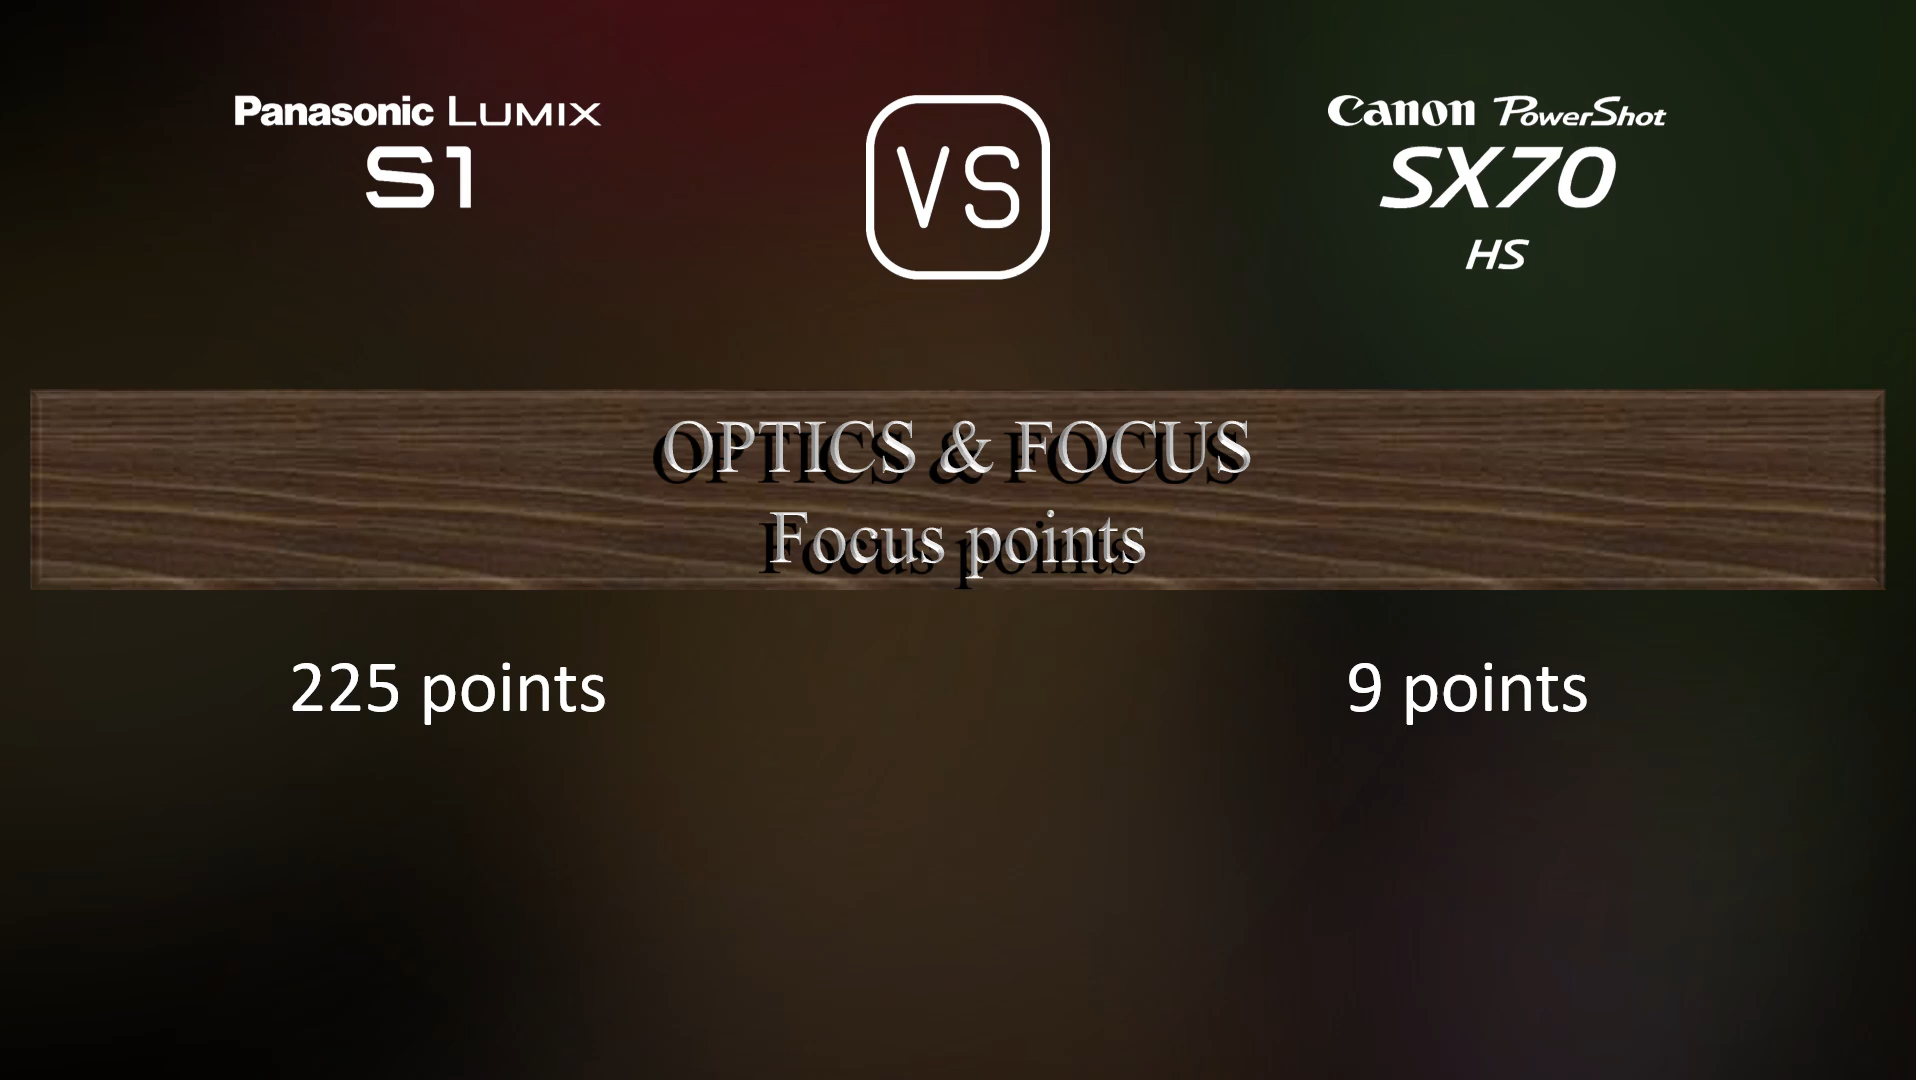 Panasonic LUMIX
S1
VS
Canon PowerShot
SX70
HS
OPTICS & FOCUS
Focus points
225 points
9 points